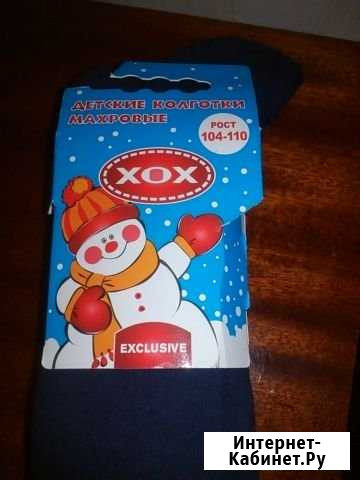 ДЕТСКИЕ КОЛГОТКИ
МАХРОВЫЕ
РОСТ
104-110
XOX
EXCLUSIVE
Интернет-
Кабинет.Ру